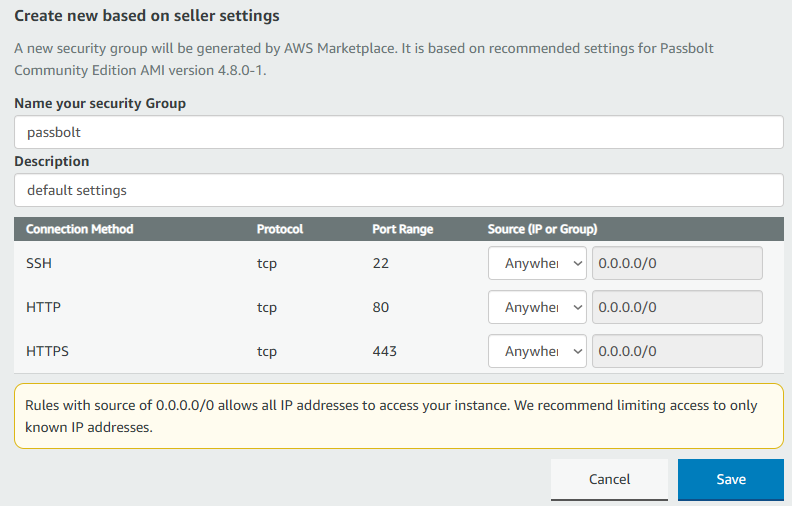 Create new based on seller settings
A new security group will be generated by AWS Marketplace. It is based on recommended settings for Passbolt
Community Edition AMI version 4.8.0-1.
Name your security Group
passbolt
Description
default settings
Connection Method Protocol Port Range Source (IP or Group)
SSH tcp 22 Anywher 0.0.0.0/0
HTTP tcp 80 Anywher 0.0.0.0/0
HTTPS tcp 443 Anywher 0.0.0.0/0
Rules with source of 0.0.0.0/0 allows all IP addresses to access your instance. We recommend limiting access to only
known IP addresses.
Cancel Save